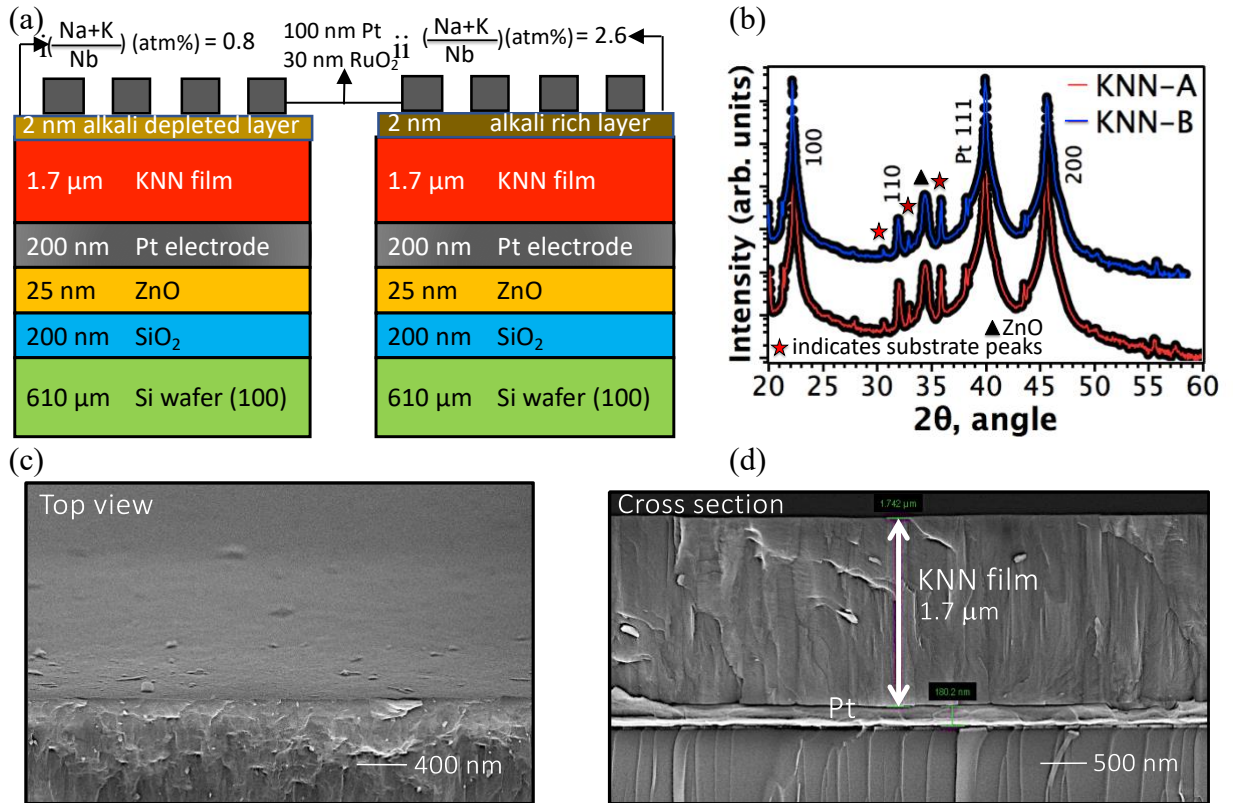 (a)
i (Na+K/Nb) (atm%) = 0.8
100 nm Pt
30 nm RuO₂
ii (Na+K/Nb) (atm%) = 2.6
2 nm alkali depleted layer
1.7 μm KNN film
200 nm Pt electrode
25 nm ZnO
200 nm SiO₂
610 μm Si wafer (100)
2 nm alkali rich layer
1.7 μm KNN film
200 nm Pt electrode
25 nm ZnO
200 nm SiO₂
610 μm Si wafer (100)
(b)
Intensity (arb. units)
KNN-A
KNN-B
100
110
Pt 111
200
▲ZnO
★indicates substrate peaks
20 25 30 35 40 45 50 55 60
2θ, angle
(c)
Top view
400 nm
(d)
Cross section
1.742 μm
KNN film
1.7 μm
180.2 nm
Pt
500 nm